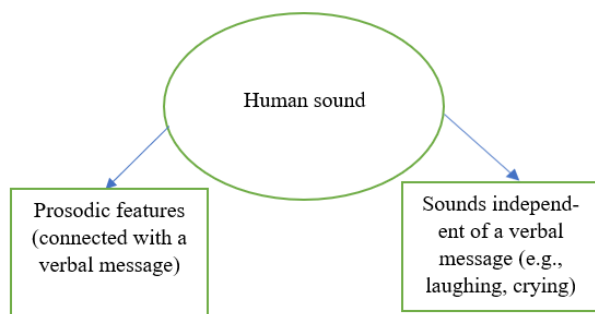 Human sound
Prosodic features
(connected with a
verbal message)
Sounds independ-
ent of a verbal
message (e.g.,
laughing, crying)